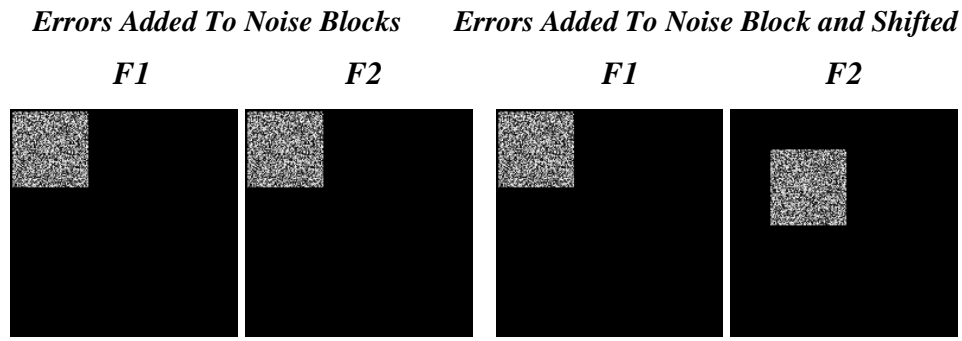 Errors Added To Noise Blocks
Errors Added To Noise Block and Shifted
F1
F2
F1
F2